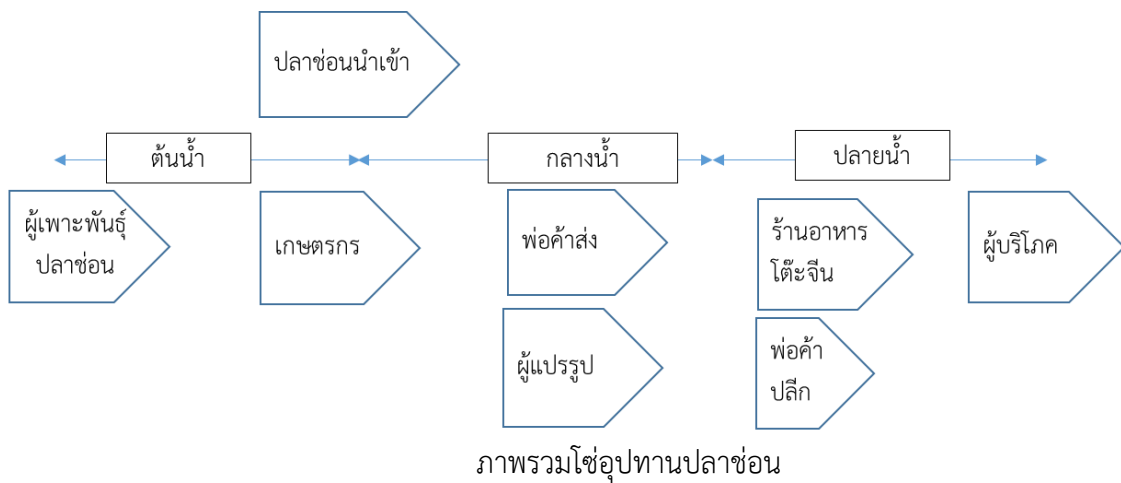 ปลาช่อนนำเข้า
ต้นน้ำ
กลางน้ำ
ปลายน้ำ
ผู้เพาะพันธุ์
ปลาช่อน
เกษตรกร
พ่อค้าส่ง
ร้านอาหาร
โต๊ะจีน
ผู้บริโภค
ผู้แปรรูป
พ่อค้า
ปลีก
ภาพรวมโซ่อุปทานปลาช่อน